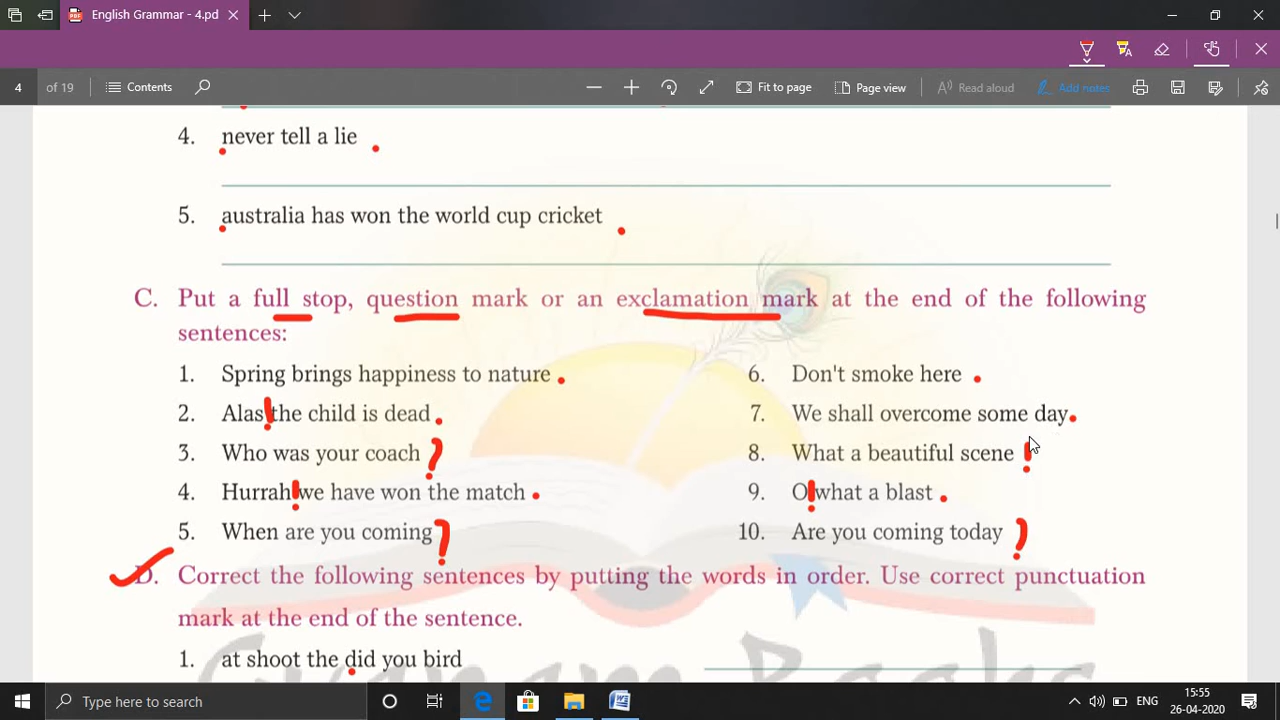 English Grammar - 4.pd
4 of 19 Contents Fit to page Page view Read aloud Add notes
4. never tell a lie .
5. australia has won the world cup cricket .
C. Put a full stop, question mark or an exclamation mark at the end of the following
sentences:
1. Spring brings happiness to nature .
2. Alas ! the child is dead .
3. Who was your coach ?
4. Hurrah ! we have won the match .
5. When are you coming ?
6. Don't smoke here .
7. We shall overcome some day .
8. What a beautiful scene !
9. O ! what a blast .
10. Are you coming today ?
D. Correct the following sentences by putting the words in order. Use correct punctuation
mark at the end of the sentence.
1. at shoot the did you bird
Type here to search
ENG
15:55
26-04-2020